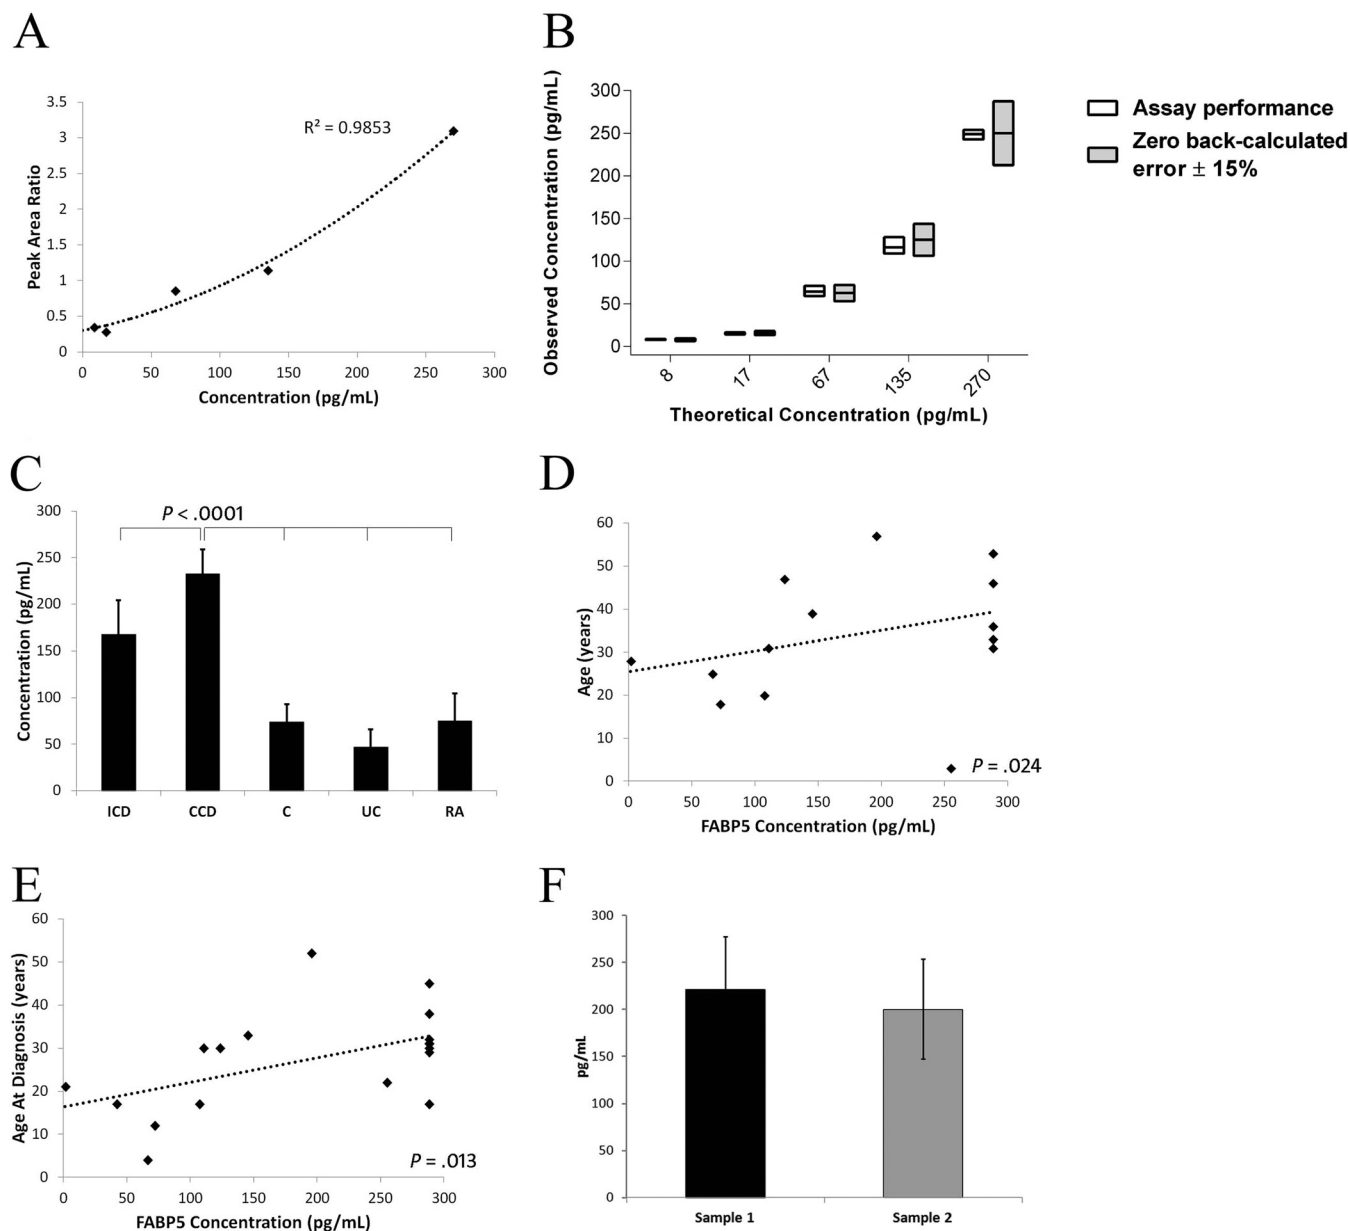 A
3.5
3
2.5
2
1.5
1
0.5
0
R² = 0.9853
Peak Area Ratio
0 50 100 150 200 250 300
Concentration (pg/mL)
B
300
250
200
150
100
50
0
Observed Concentration (pg/mL)
8 17 67 135 270
Theoretical Concentration (pg/mL)
Assay performance
Zero back-calculated
error ± 15%
C
300
250
200
150
100
50
0
P < .0001
Concentration (pg/mL)
ICD CCD C UC RA
D
60
50
40
30
20
10
0
Age (years)
P = .024
0 50 100 150 200 250 300
FABP5 Concentration (pg/mL)
E
60
50
40
30
20
10
0
Age At Diagnosis (years)
P = .013
0 50 100 150 200 250 300
FABP5 Concentration (pg/mL)
F
300
250
200
150
100
50
0
pg/mL
Sample 1 Sample 2